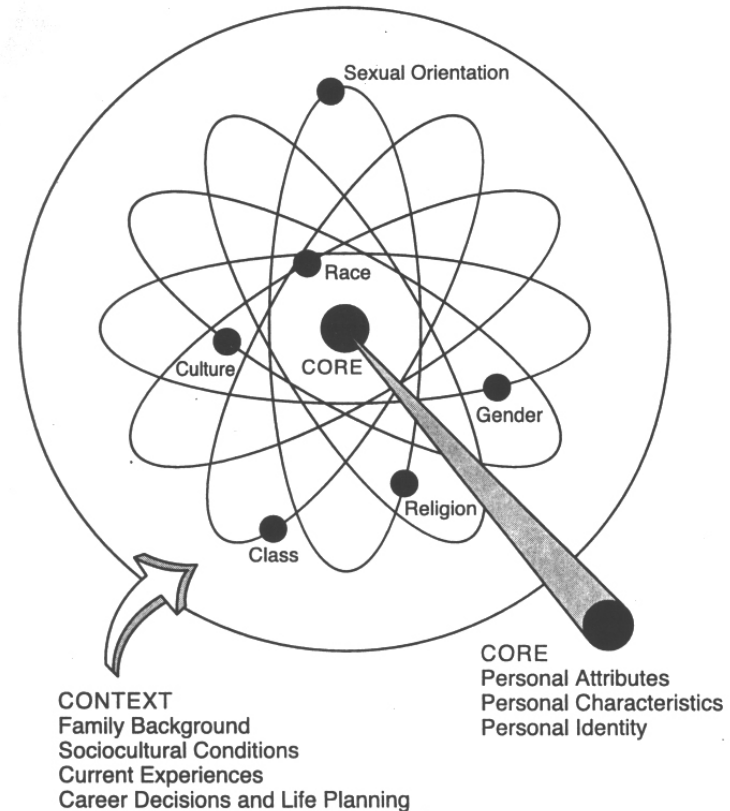 Sexual Orientation
Race
Culture
CORE
Gender
Religion
Class
CORE
Personal Attributes
Personal Characteristics
Personal Identity
CONTEXT
Family Background
Sociocultural Conditions
Current Experiences
Career Decisions and Life Planning